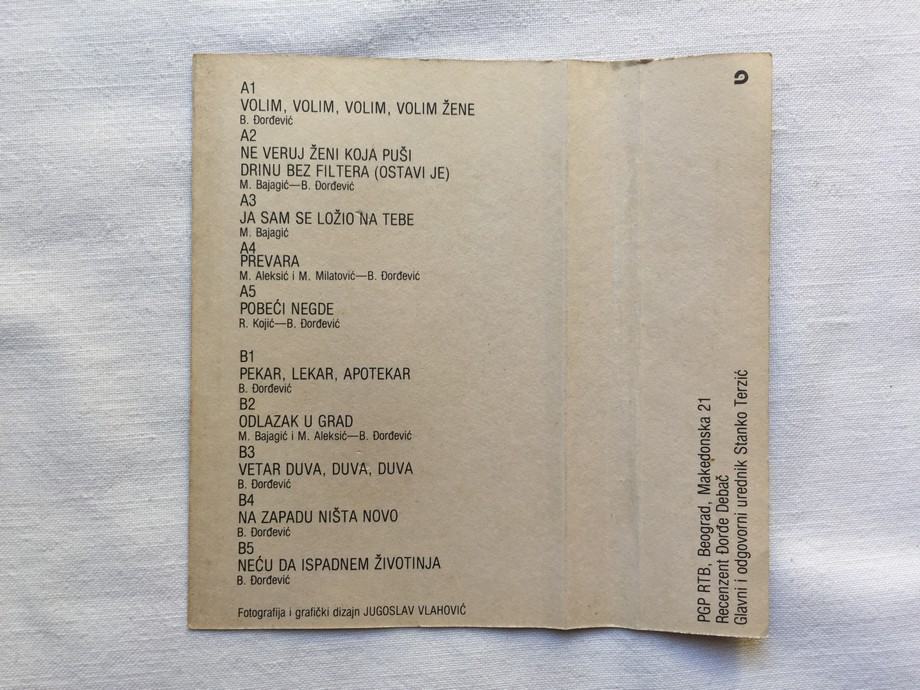 A1
VOLIM, VOLIM, VOLIM, VOLIM ŽENE
B. Đorđević
A2
NE VERUJ ŽENI KOJA PUŠI
DRINU BEZ FILTERA (OSTAVI JE)
M. Bajagić—B. Đorđević
A3
JA SAM SE LOŽIO NA TEBE
M. Bajagić
A4
PREVARA
M. Aleksić i M. Milatović—B. Đorđević
A5
POBEĆI NEGDE
R. Kojić—B. Đorđević
B1
PEKAR, LEKAR, APOTEKAR
B. Đorđević
B2
ODLAZAK U GRAD
M. Bajagić i M. Aleksić—B. Đorđević
B3
VETAR DUVA, DUVA, DUVA
B. Đorđević
B4
NA ZAPADU NIŠTA NOVO
B. Đorđević
B5
NEĆU DA ISPADNEM ŽIVOTINJA
B. Đorđević
Fotografija i grafički dizajn JUGOSLAV VLAHOVIĆ
PGP RTB, Beograd, Makedonska 21
Recenzent Đorđe Debač
Glavni i odgovorni urednik Stanko Terzić